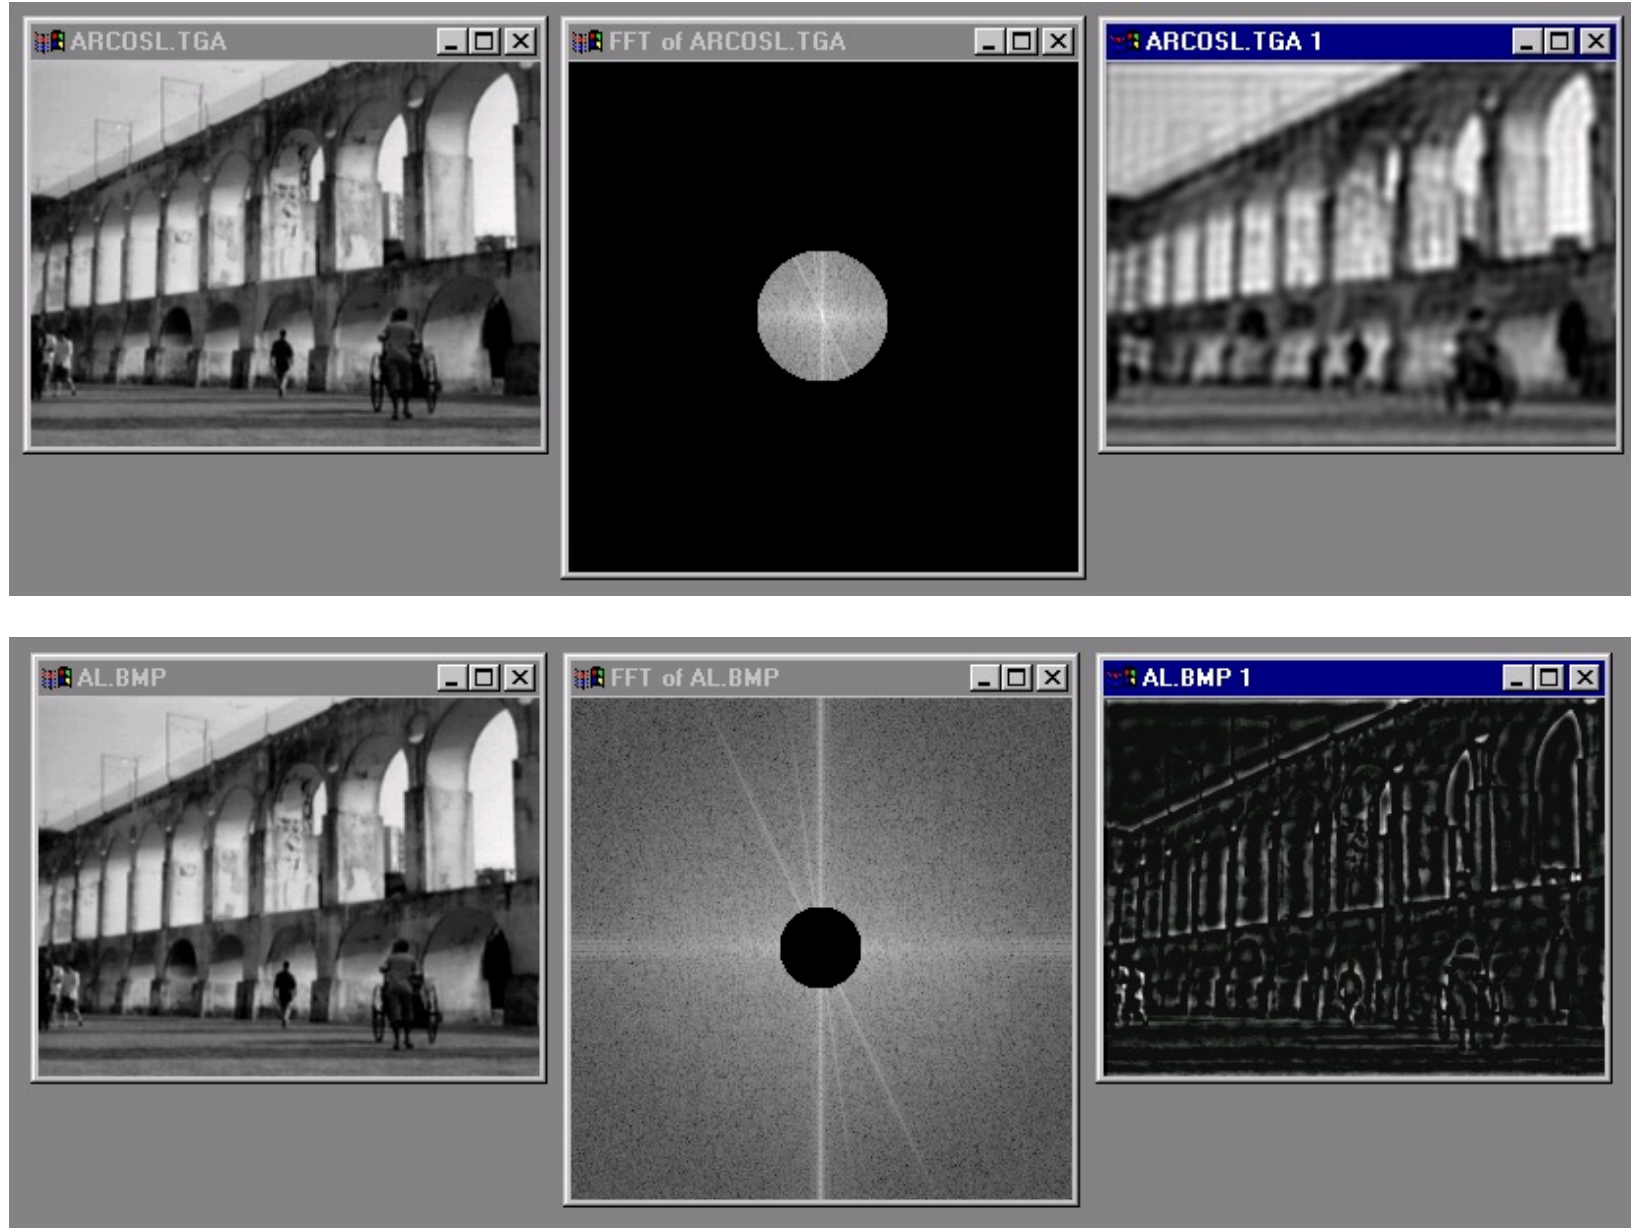 ARCOSL.TGA
FFT of ARCOSL.TGA
ARCOSL.TGA 1
AL.BMP
FFT of AL.BMP
AL.BMP 1